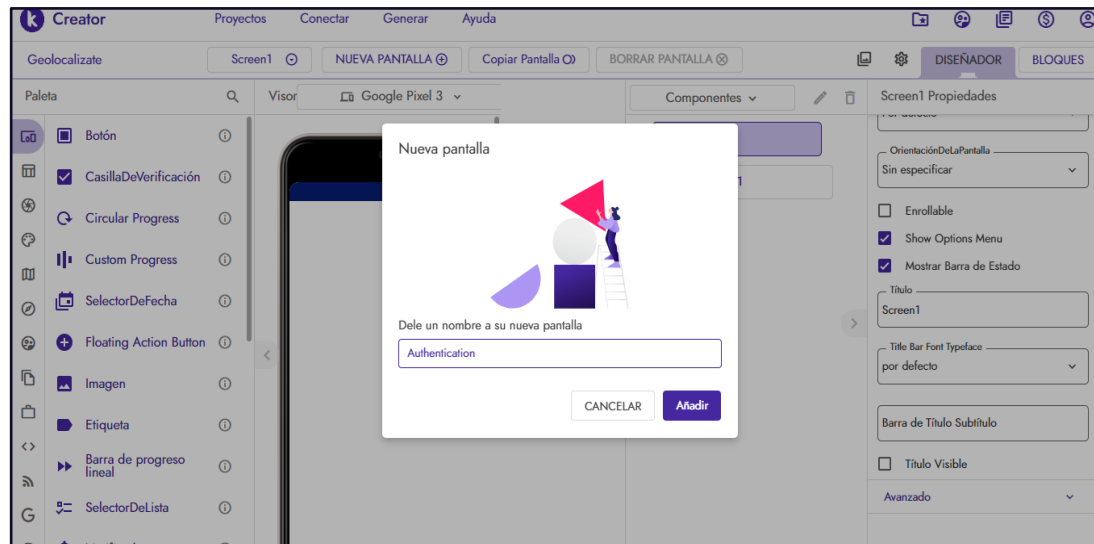 k Creator
Proyectos Conectar Generar Ayuda
Geolocalizate
Screen1
NUEVA PANTALLA
Copiar Pantalla
BORRAR PANTALLA
DISEÑADOR
BLOQUES
Paleta
Visor
Google Pixel 3
Componentes
Screen1 Propiedades
Botón
CasillaDeVerificación
Circular Progress
Custom Progress
SelectorDeFecha
Floating Action Button
Imagen
Etiqueta
Barra de progreso
lineal
SelectorDeLista
G
Nueva pantalla
Dele un nombre a su nueva pantalla
Authentication
CANCELAR
Añadir
1
OrientaciónDeLaPantalla
Sin especificar
Enrollable
Show Options Menu
Mostrar Barra de Estado
Título
Screen1
Title Bar Font Typeface
por defecto
Barra de Título Subtítulo
Título Visible
Avanzado